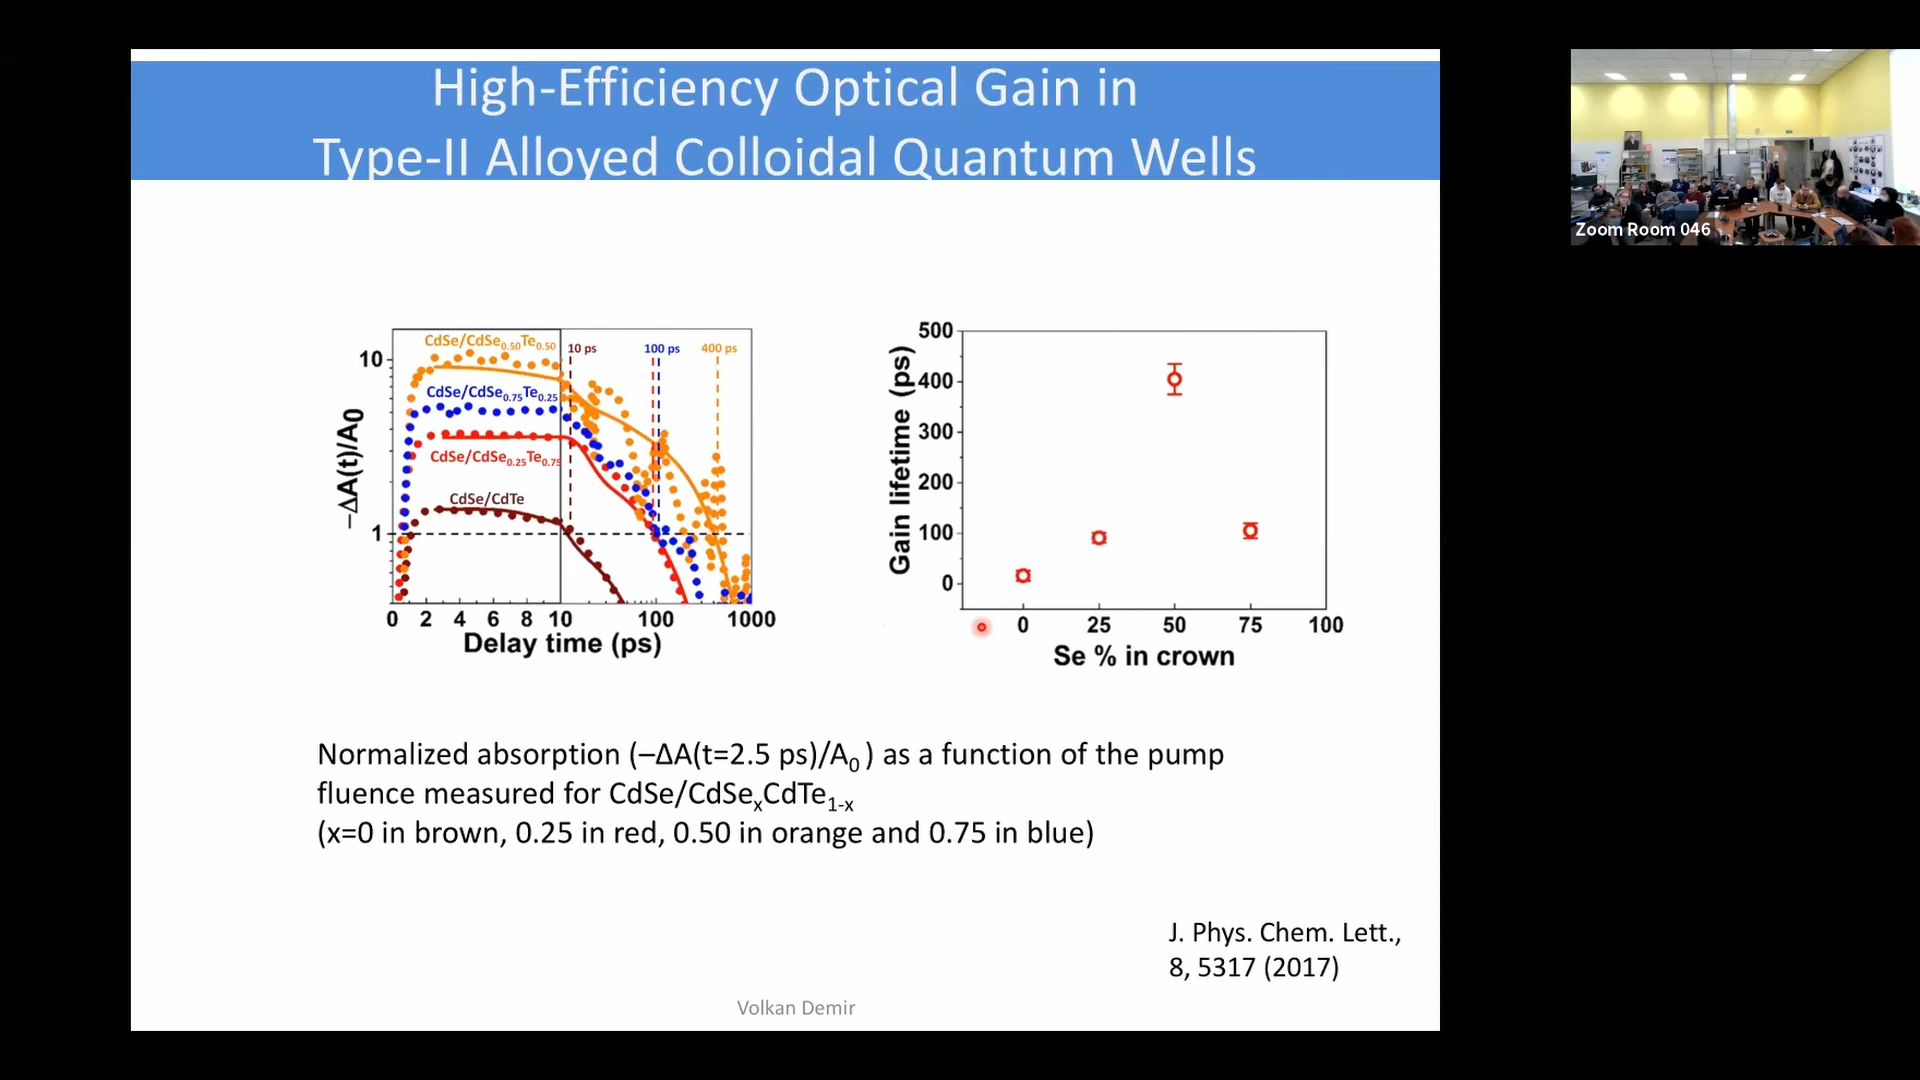 High-Efficiency Optical Gain in
Type-II Alloyed Colloidal Quantum Wells
Zoom Room 046
CdSe/CdSe0.50Te0.50
10 ps
100 ps
400 ps
CdSe/CdSe0.75Te0.25
CdSe/CdSe0.25Te0.75
CdSe/CdTe
10
1
−ΔA(t)/A0
0 2 4 6 8 10 100 1000
Delay time (ps)
500
400
300
200
100
0
Gain lifetime (ps)
0 25 50 75 100
Se % in crown
Normalized absorption (−ΔA(t=2.5 ps)/A0 ) as a function of the pump
fluence measured for CdSe/CdSexCdTe1-x
(x=0 in brown, 0.25 in red, 0.50 in orange and 0.75 in blue)
J. Phys. Chem. Lett.,
8, 5317 (2017)
Volkan Demir